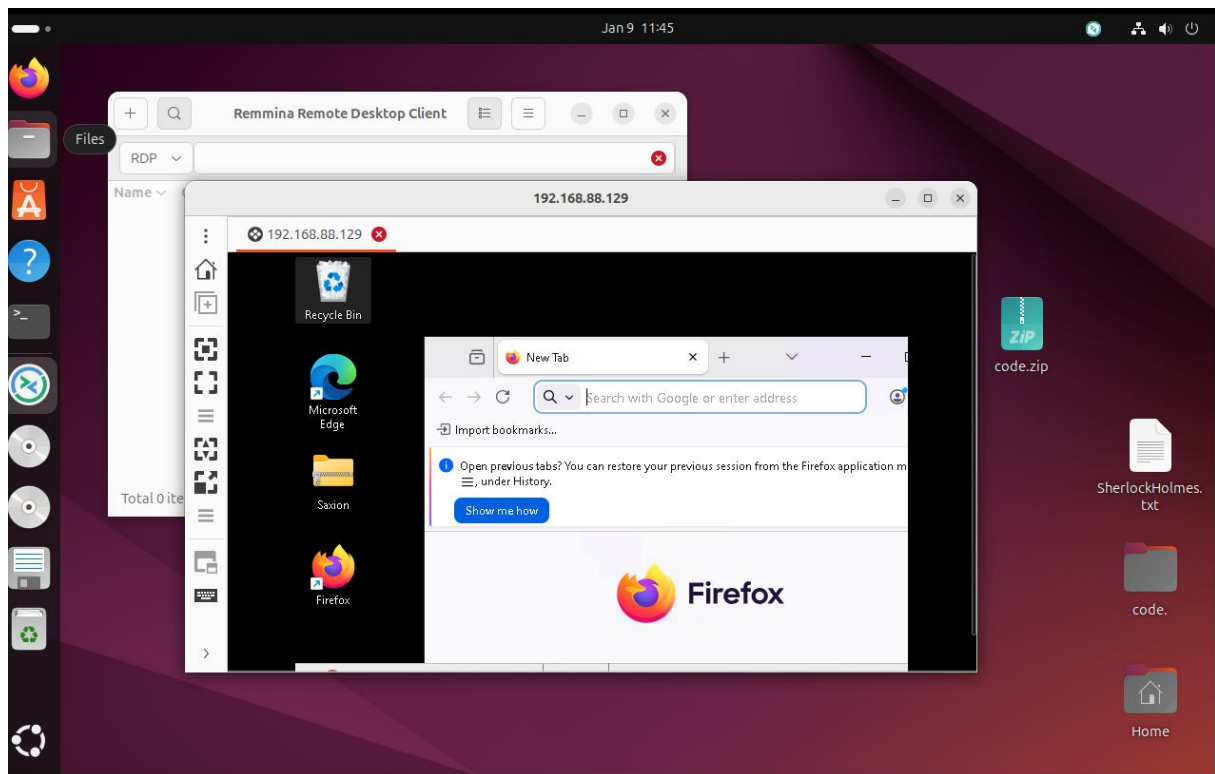 Jan 9 11:45
Remmina Remote Desktop Client
Files
RDP
Name
192.168.88.129
192.168.88.129
Recycle Bin
New Tab
Search with Google or enter address
Import bookmarks...
Microsoft
Edge
Open previous tabs? You can restore your previous session from the Firefox application m
, under History.
Show me how
Saxion
Total 0 ite
Firefox
Firefox
ZiP
code.zip
SherlockHolmes.
txt
code.
Home